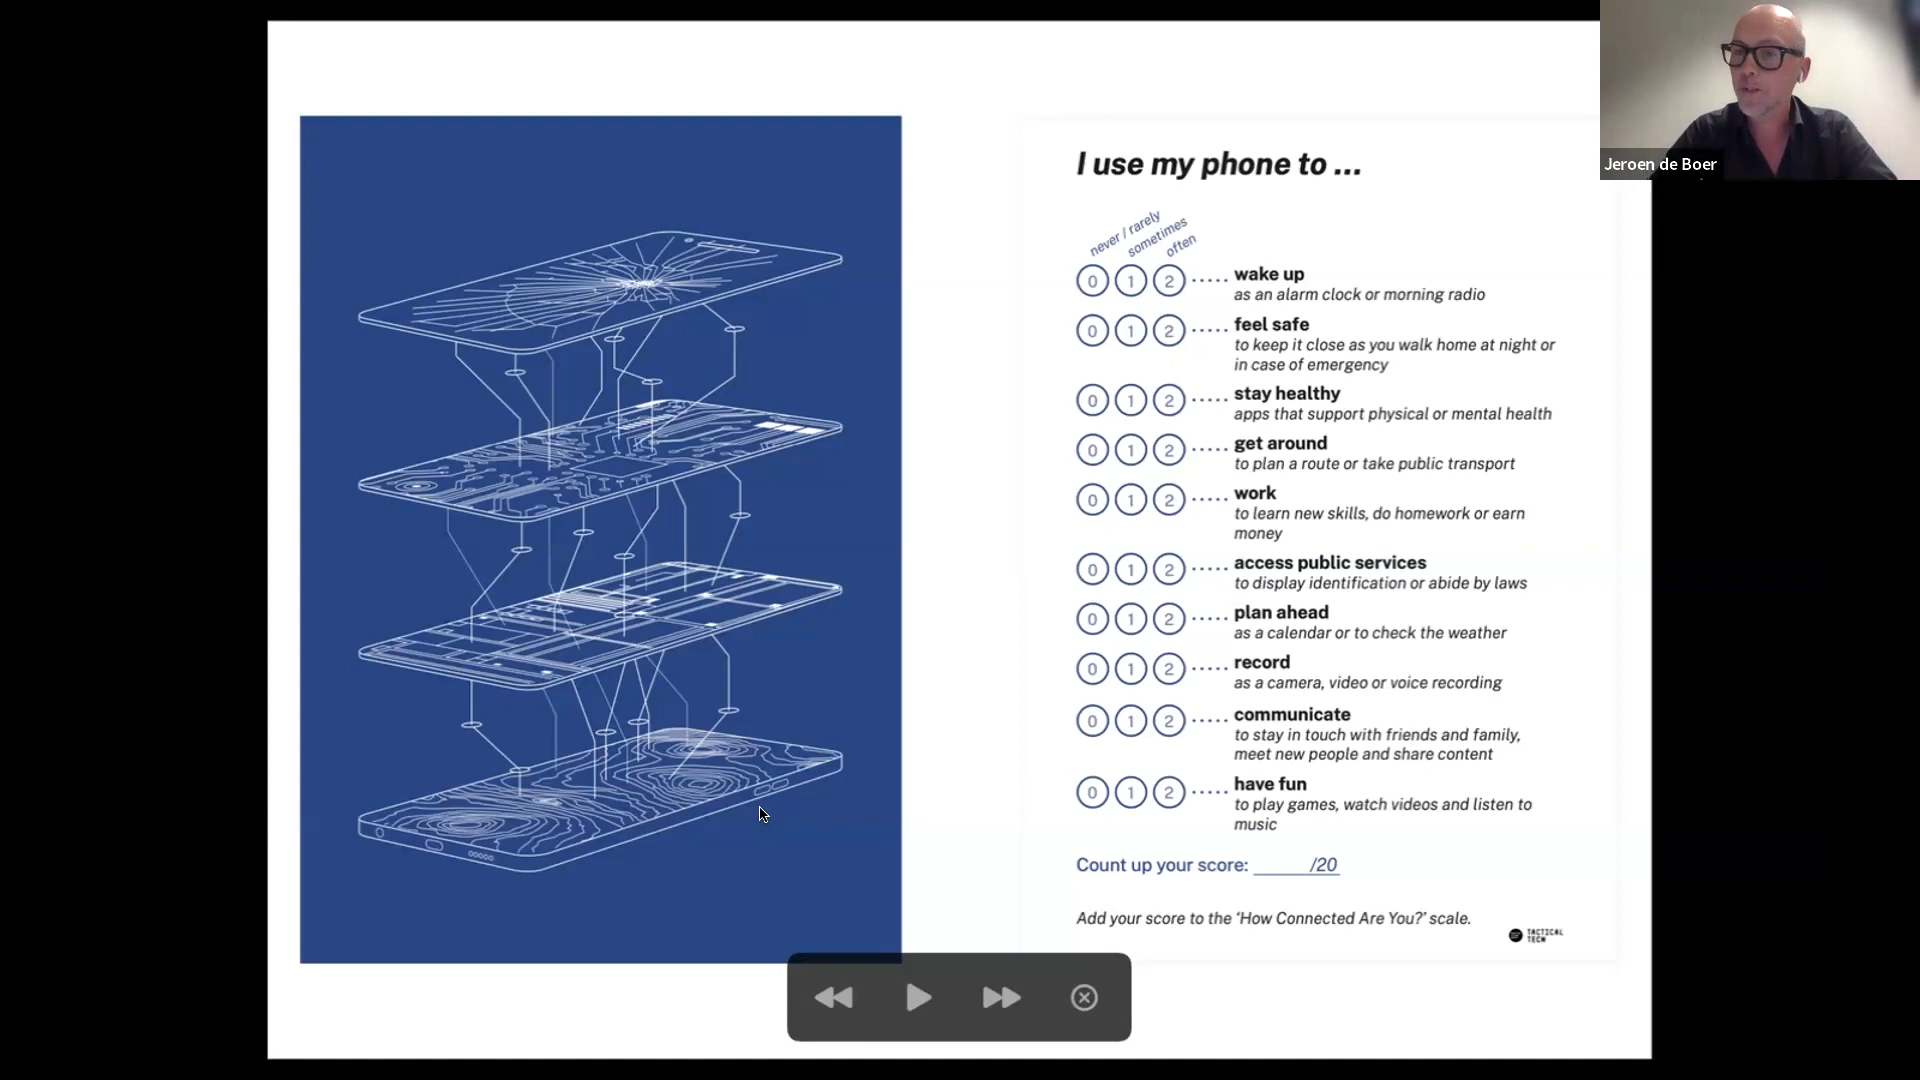 Jeroen de Boer
I use my phone to ...
never / rarely
sometimes
often
0 1 2 ..... wake up
as an alarm clock or morning radio
0 1 2 ..... feel safe
to keep it close as you walk home at night or
in case of emergency
0 1 2 ..... stay healthy
apps that support physical or mental health
0 1 2 ..... get around
to plan a route or take public transport
0 1 2 ..... work
to learn new skills, do homework or earn
money
0 1 2 ..... access public services
to display identification or abide by laws
0 1 2 ..... plan ahead
as a calendar or to check the weather
0 1 2 ..... record
as a camera, video or voice recording
0 1 2 ..... communicate
to stay in touch with friends and family,
meet new people and share content
0 1 2 ..... have fun
to play games, watch videos and listen to
music
Count up your score: ______/20
Add your score to the ‘How Connected Are You?’ scale.
TACTICAL
TECH